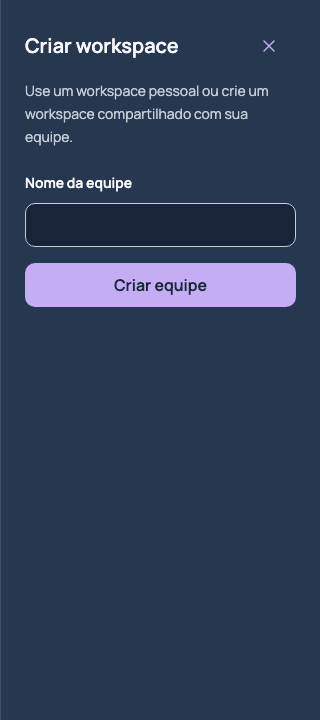 Criar workspace
Use um workspace pessoal ou crie um
workspace compartilhado com sua
equipe.
Nome da equipe
Criar equipe